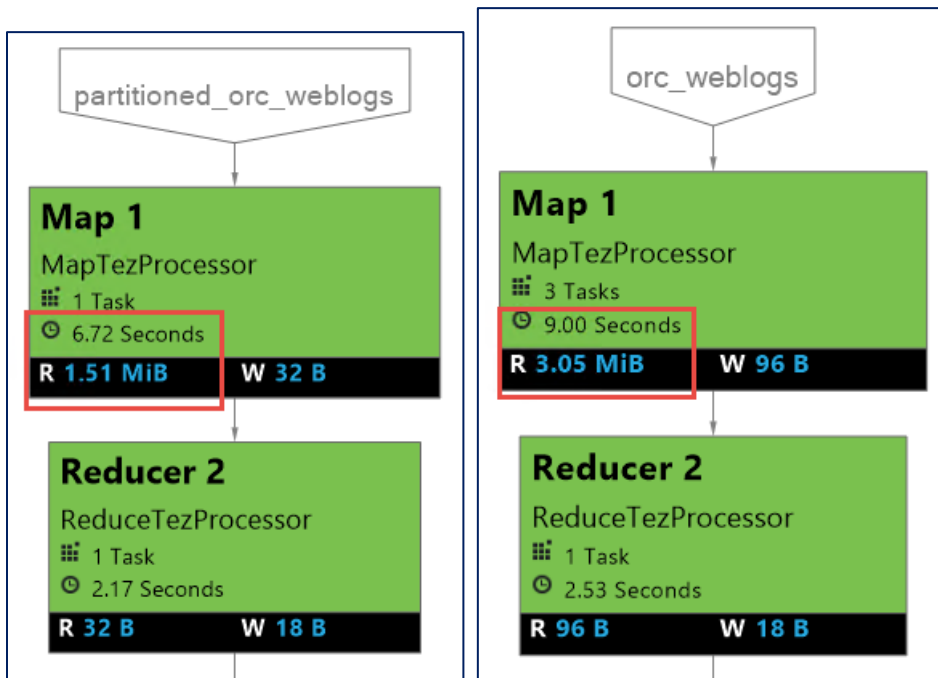 partitioned_orc_weblogs
Map 1
MapTezProcessor
1 Task
6.72 Seconds
R 1.51 MiB W 32 B
Reducer 2
ReduceTezProcessor
1 Task
2.17 Seconds
R 32 B W 18 B
orc_weblogs
Map 1
MapTezProcessor
3 Tasks
9.00 Seconds
R 3.05 MiB W 96 B
Reducer 2
ReduceTezProcessor
1 Task
2.53 Seconds
R 96 B W 18 B